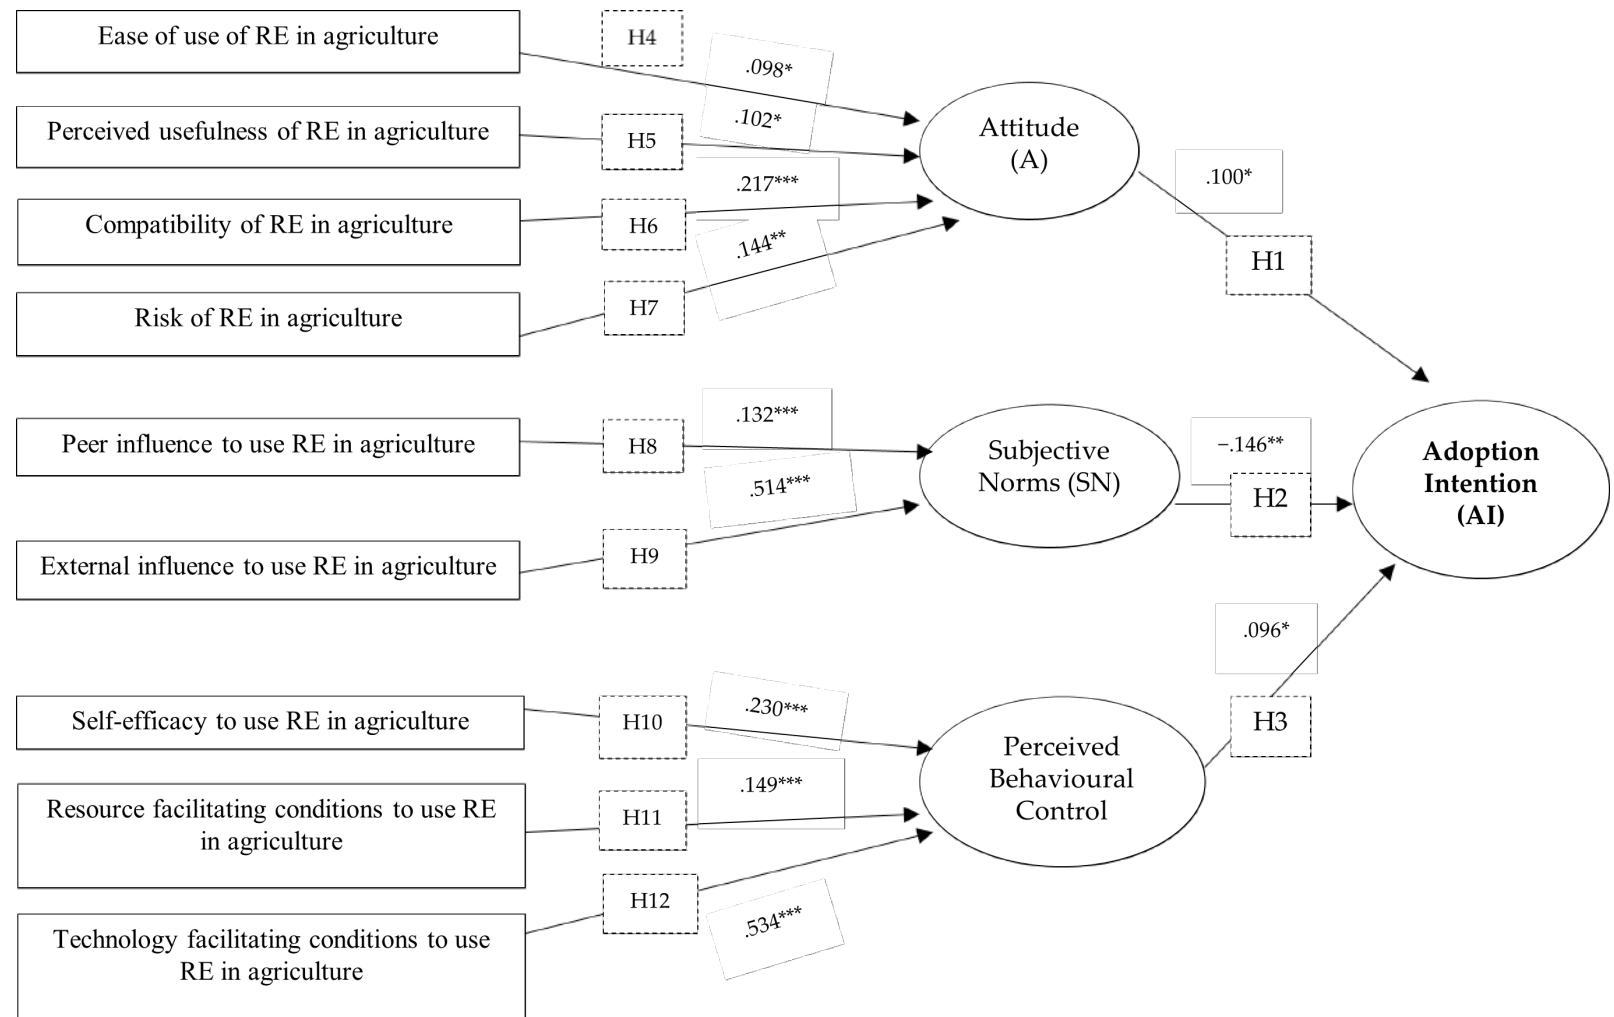 Ease of use of RE in agriculture
H4
.098*
Perceived usefulness of RE in agriculture
H5
.102*
Compatibility of RE in agriculture
H6
.217***
Risk of RE in agriculture
H7
.144**
Attitude
(A)
.100*
H1
Peer influence to use RE in agriculture
H8
.132***
External influence to use RE in agriculture
H9
.514***
Subjective
Norms (SN)
−.146**
H2
Adoption
Intention
(AI)
Self-efficacy to use RE in agriculture
H10
.230***
Resource facilitating conditions to use RE
in agriculture
H11
.149***
Technology facilitating conditions to use
RE in agriculture
H12
.534***
Perceived
Behavioural
Control
.096*
H3